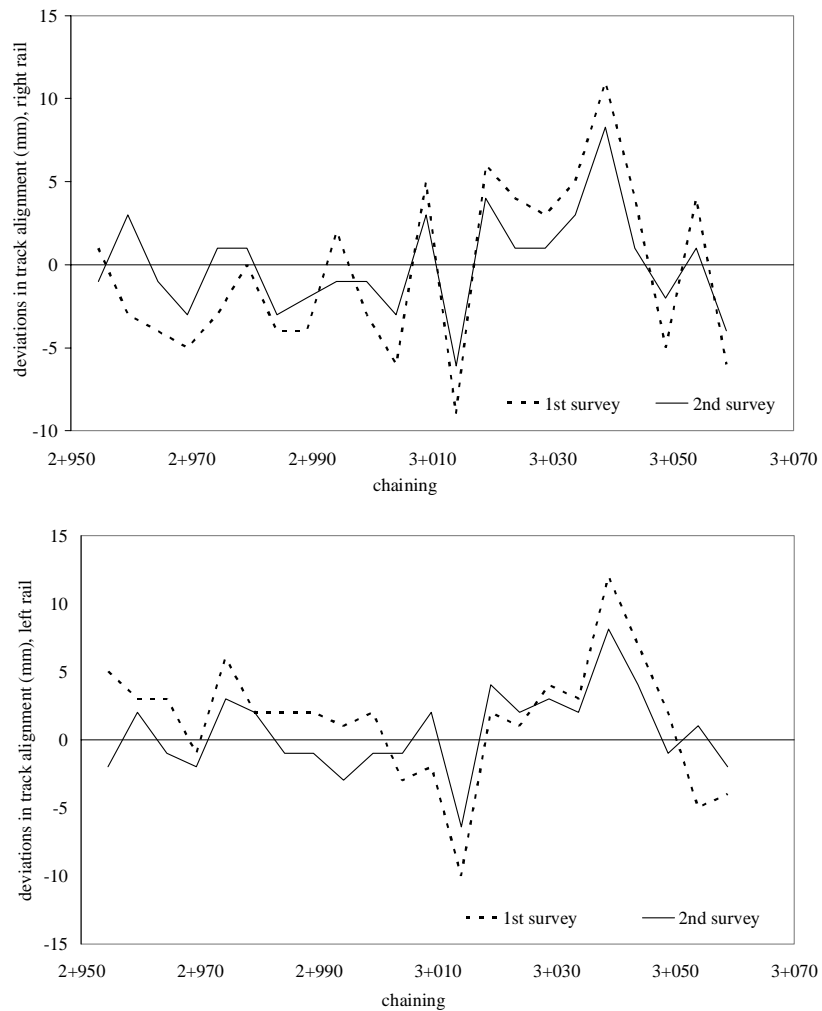 15
deviations in track alignment (mm), right rail
10
5
0
-5
-10
1st survey 2nd survey
2+950 2+970 2+990 3+010 3+030 3+050 3+070
chaining
15
deviations in track alignment (mm), left rail
10
5
0
-5
-10
-15
1st survey 2nd survey
2+950 2+970 2+990 3+010 3+030 3+050 3+070
chaining